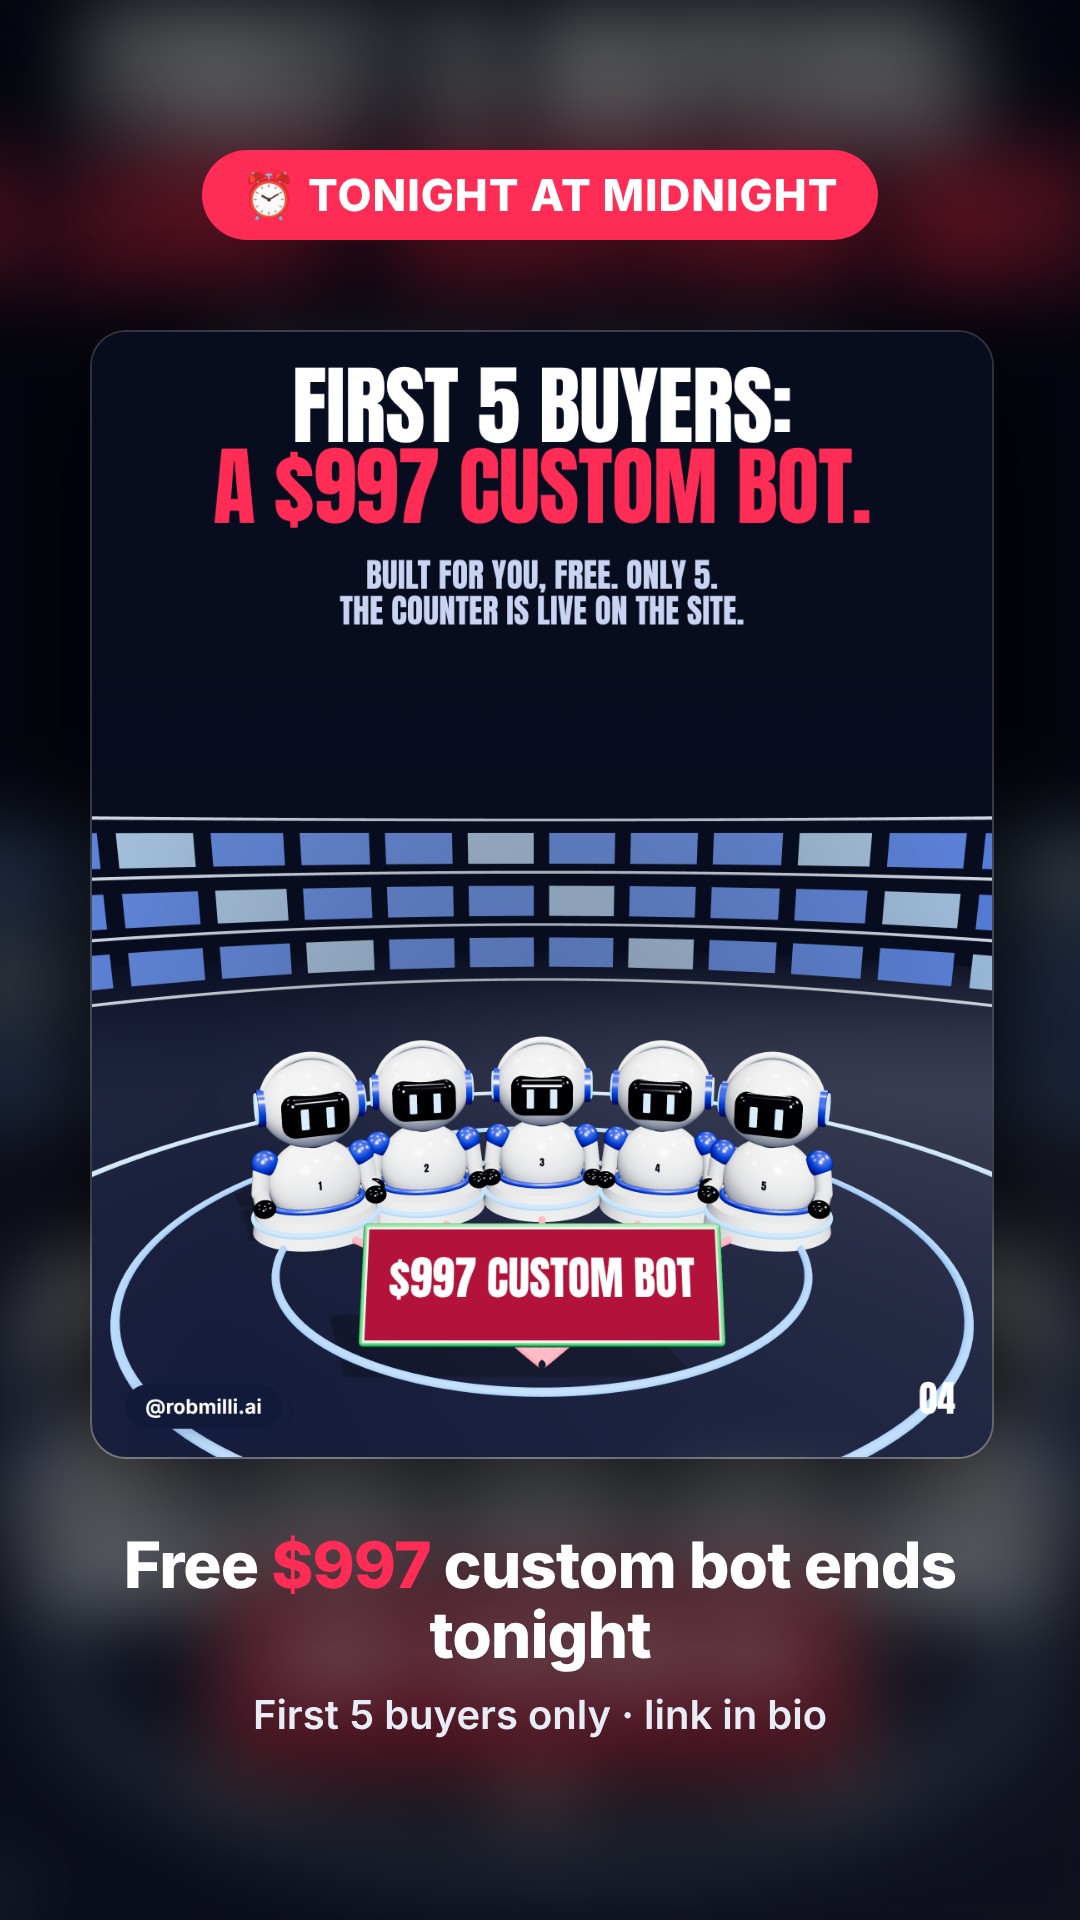 ⏰ TONIGHT AT MIDNIGHT
FIRST 5 BUYERS:
A $997 CUSTOM BOT.
BUILT FOR YOU, FREE. ONLY 5.
THE COUNTER IS LIVE ON THE SITE.
1
2
3
4
5
$997 CUSTOM BOT
@robmilli.ai
04
Free $997 custom bot ends
tonight
First 5 buyers only · link in bio